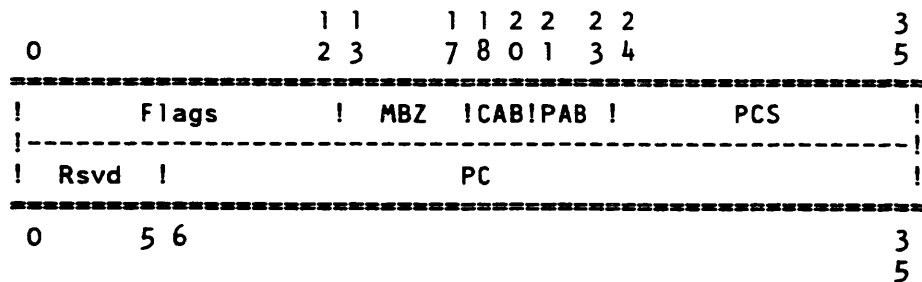 1 1      1 1 2 2   2 2            3
0           2 3      7 8 0 1   3 4            5
=================================================
!     Flags     !  MBZ  !CAB!PAB !      PCS      !
!-----------------------------------------------!
!  Rsvd  !                PC                     !
=================================================
0      5 6                                    3
                                              5